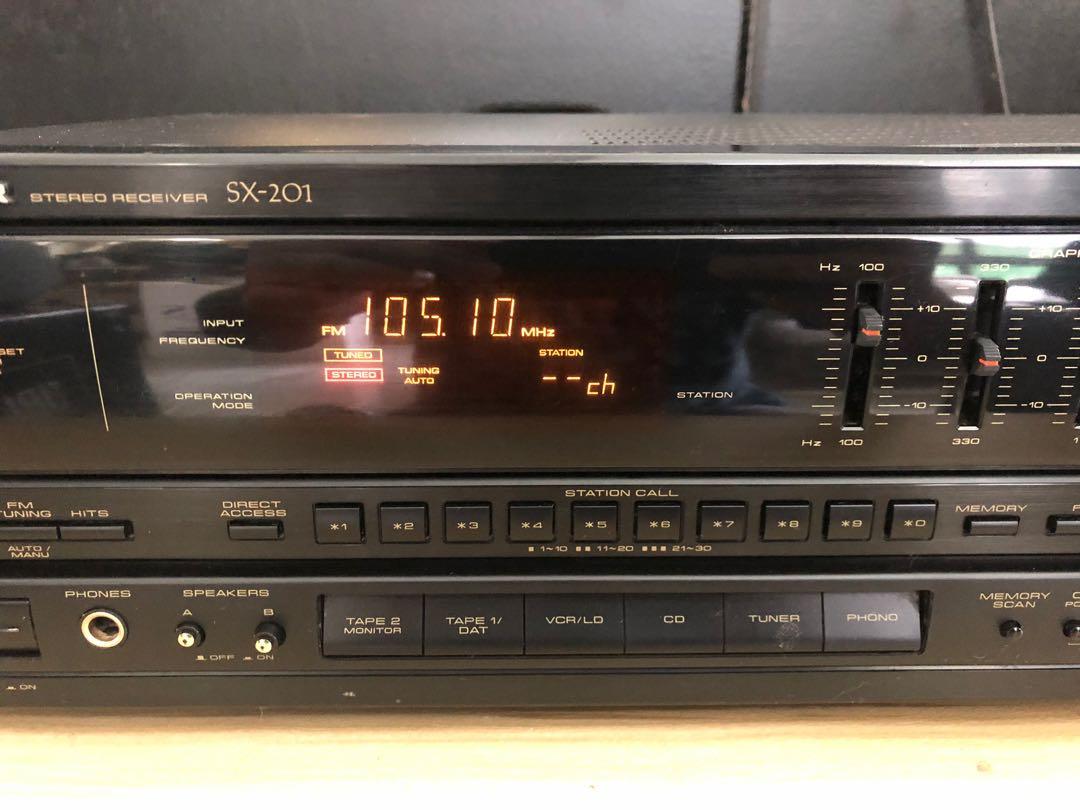 R STEREO RECEIVER SX-201
GRAP
Hz 100 330
INPUT
FREQUENCY
FM 105.10 MHz
TUNED
STEREO
TUNING
AUTO
STATION
--ch
SET
OPERATION
MODE
STATION
+10 +10
0 0
-10 -10
Hz 100 330 1
FM
TUNING
HITS
AUTO/
MANU
DIRECT
ACCESS
STATION CALL
*1 *2 *3 *4 *5 *6 *7 *8 *9 *0
1~10 11~20 21~30
MEMORY
PHONES
SPEAKERS
A B
OFF ON
TAPE 2
MONITOR
TAPE 1/
DAT
VCR/LD
CD
TUNER
PHONO
MEMORY
SCAN
ON